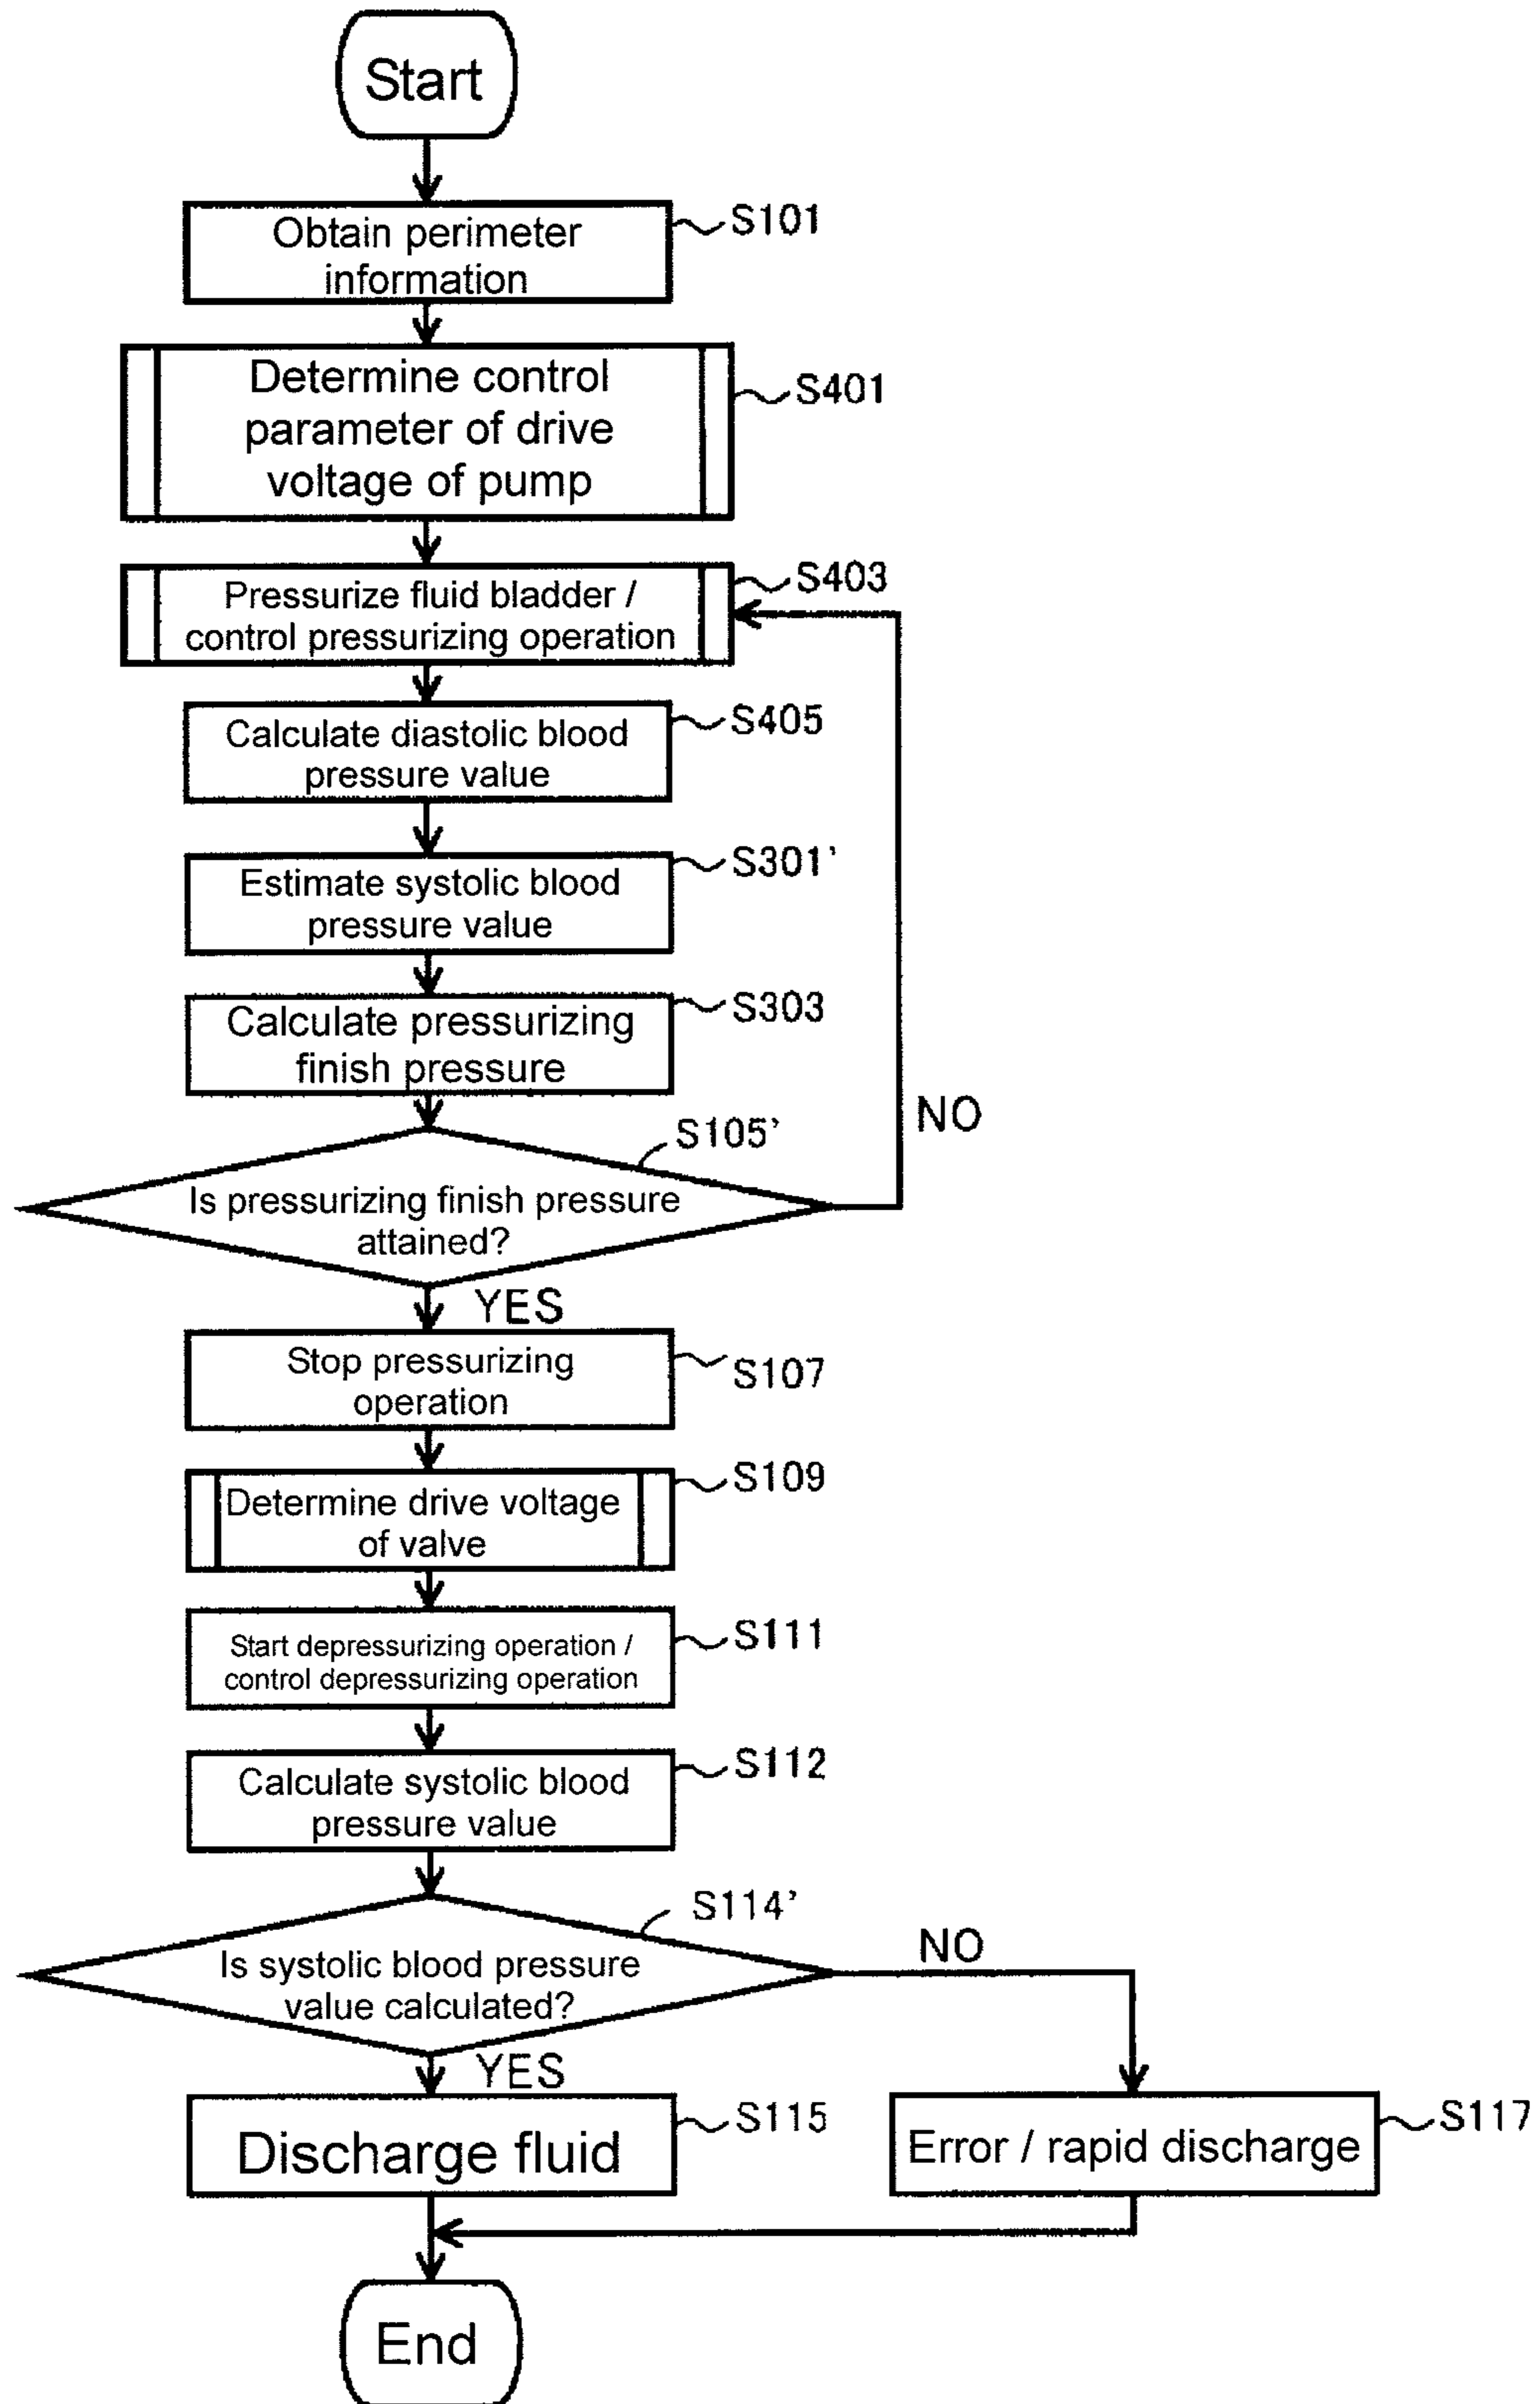 Start
Obtain perimeter
information
S101
Determine control
parameter of drive
voltage of pump
S401
Pressurize fluid bladder /
control pressurizing operation
S403
Calculate diastolic blood
pressure value
S405
Estimate systolic blood
pressure value
S301'
Calculate pressurizing
finish pressure
S303
Is pressurizing finish pressure
attained?
S105'
NO
YES
Stop pressurizing
operation
S107
Determine drive voltage
of valve
S109
Start depressurizing operation /
control depressurizing operation
S111
Calculate systolic blood
pressure value
S112
Is systolic blood pressure
value calculated?
S114'
NO
YES
Discharge fluid
S115
Error / rapid discharge
S117
End